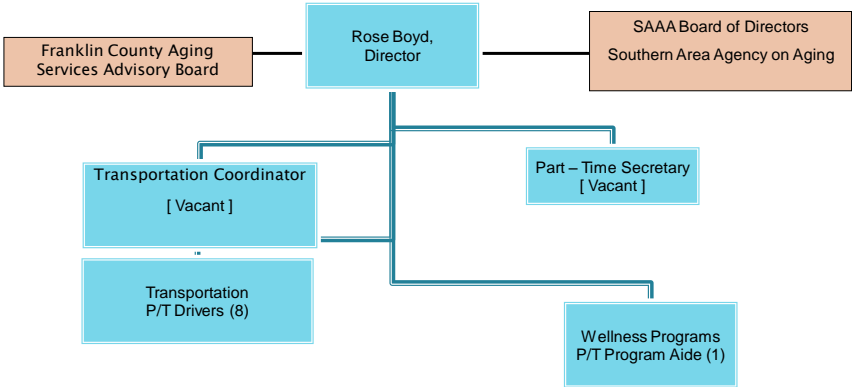 Rose Boyd,
Director
Franklin County Aging
Services Advisory Board
SAAA Board of Directors
Southern Area Agency on Aging
Transportation Coordinator
[ Vacant ]
Part – Time Secretary
[ Vacant ]
Transportation
P/T Drivers (8)
Wellness Programs
P/T Program Aide (1)